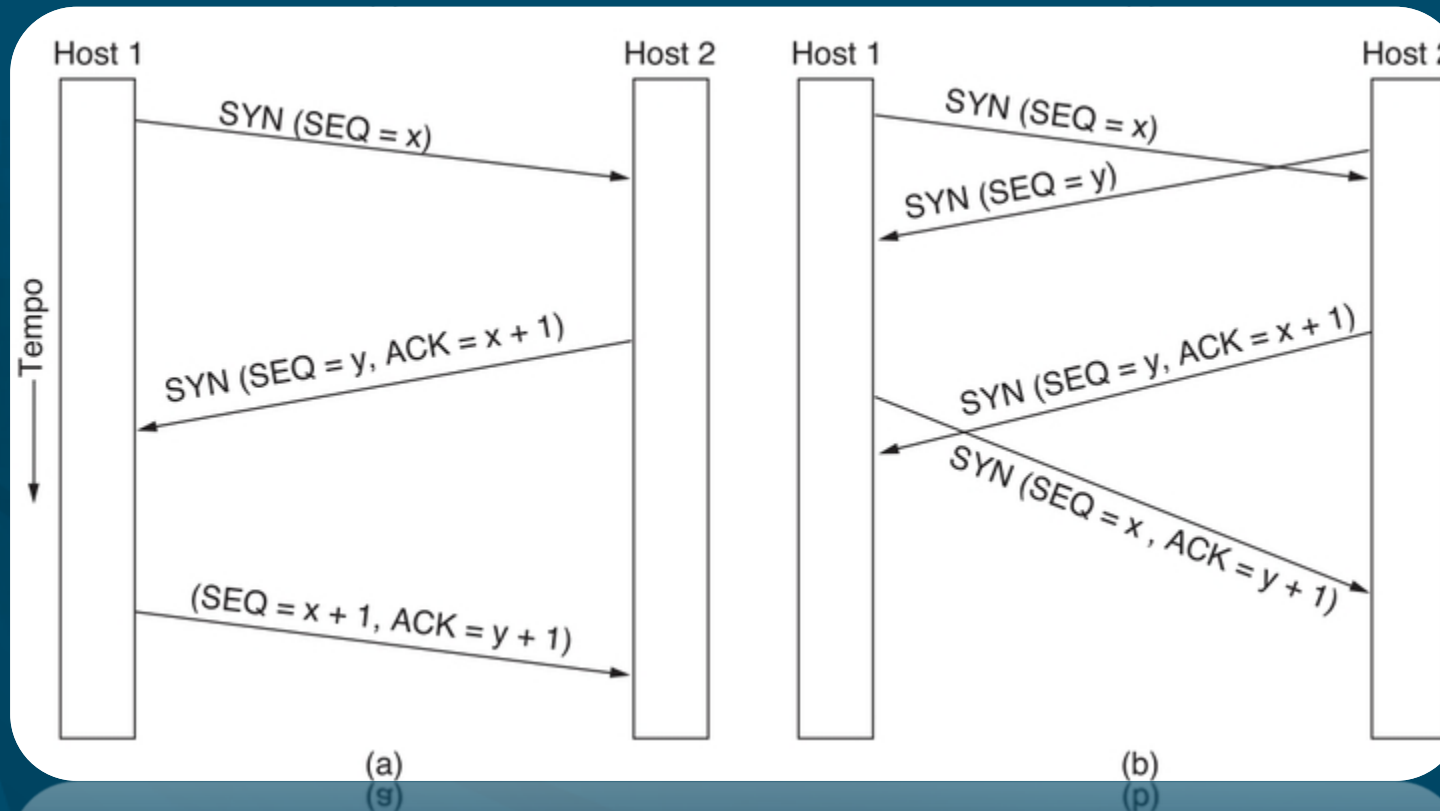 Host 1
Host 2
SYN (SEQ = x)
SYN (SEQ = y, ACK = x + 1)
(SEQ = x + 1, ACK = y + 1)
Tempo
(a)
Host 1
Host 2
SYN (SEQ = x)
SYN (SEQ = y)
SYN (SEQ = y, ACK = x + 1)
SYN (SEQ = x , ACK = y + 1)
(b)